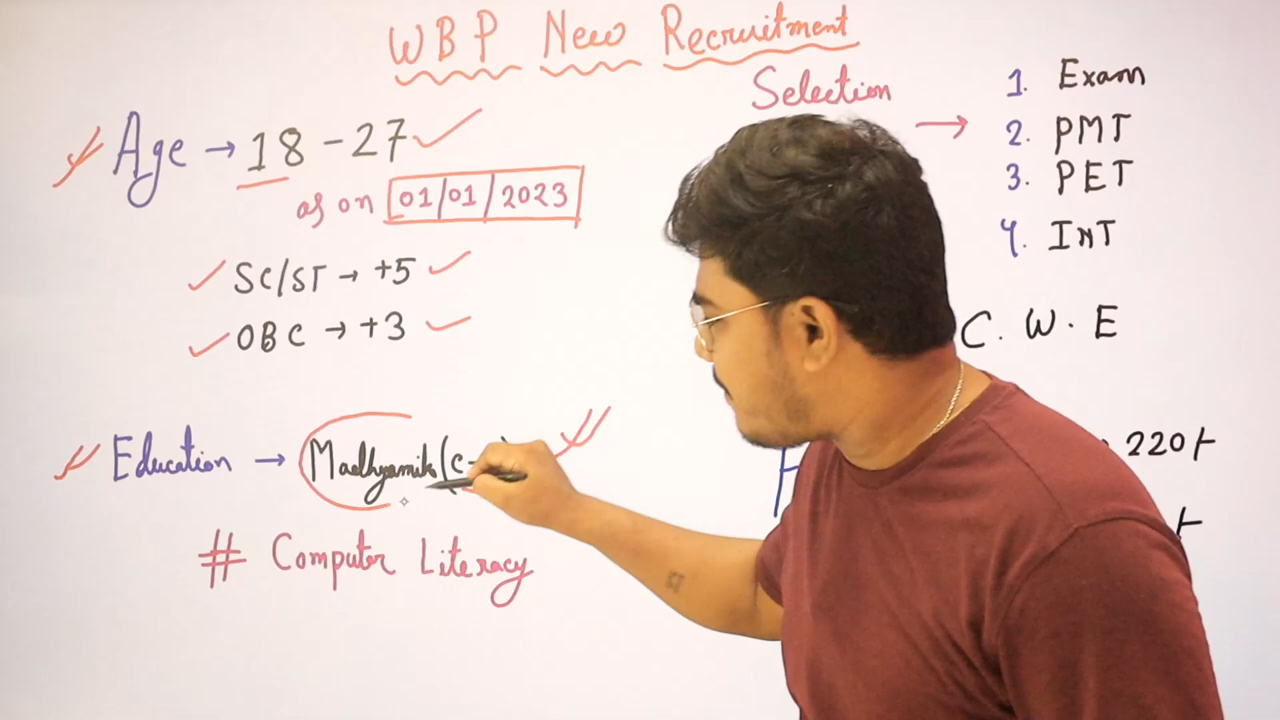 WBP New Recruitment
Age → 18 - 27
as on 01/01/2023
SC/ST → +5
OBC → +3
Education → Madhyamik (C-
# Computer Literacy
Selection →
1. Exam
2. PMT
3. PET
4. INT
C. W. E
220/-